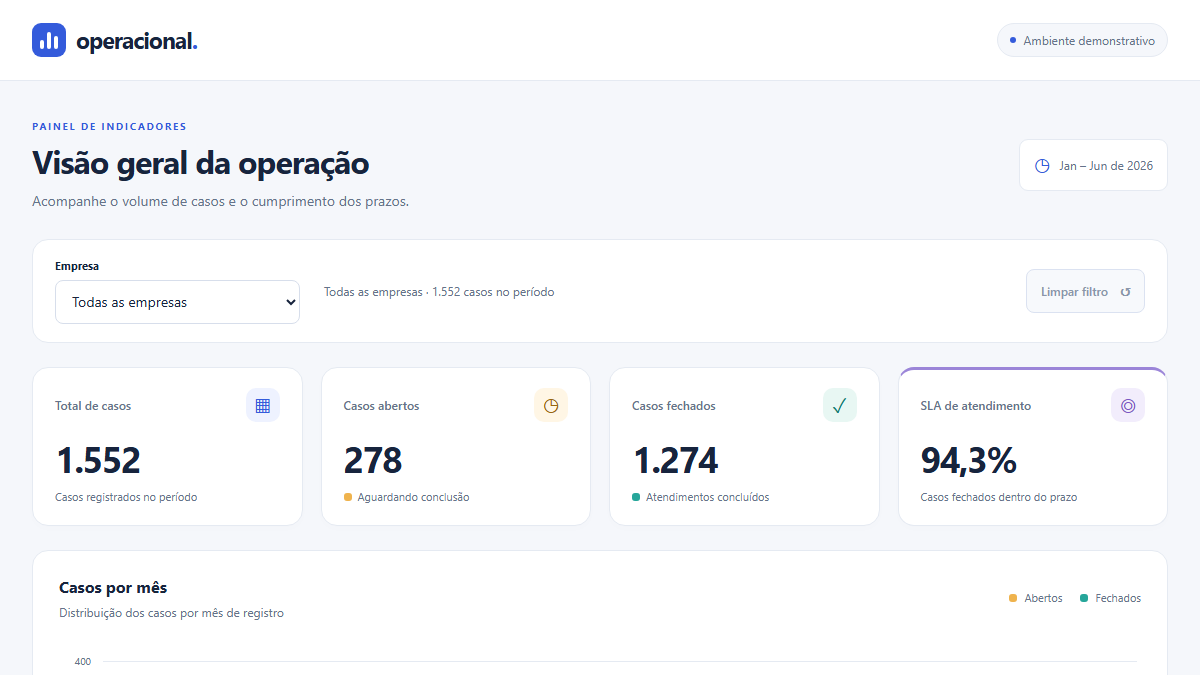 operacional.
Ambiente demonstrativo
PAINEL DE INDICADORES
Visão geral da operação
Acompanhe o volume de casos e o cumprimento dos prazos.
Jan – Jun de 2026
Empresa
Todas as empresas
Todas as empresas · 1.552 casos no período
Limpar filtro ↺
Total de casos
1.552
Casos registrados no período
Casos abertos
278
Aguardando conclusão
Casos fechados
1.274
Atendimentos concluídos
SLA de atendimento
94,3%
Casos fechados dentro do prazo
Casos por mês
Distribuição dos casos por mês de registro
Abertos
Fechados
400